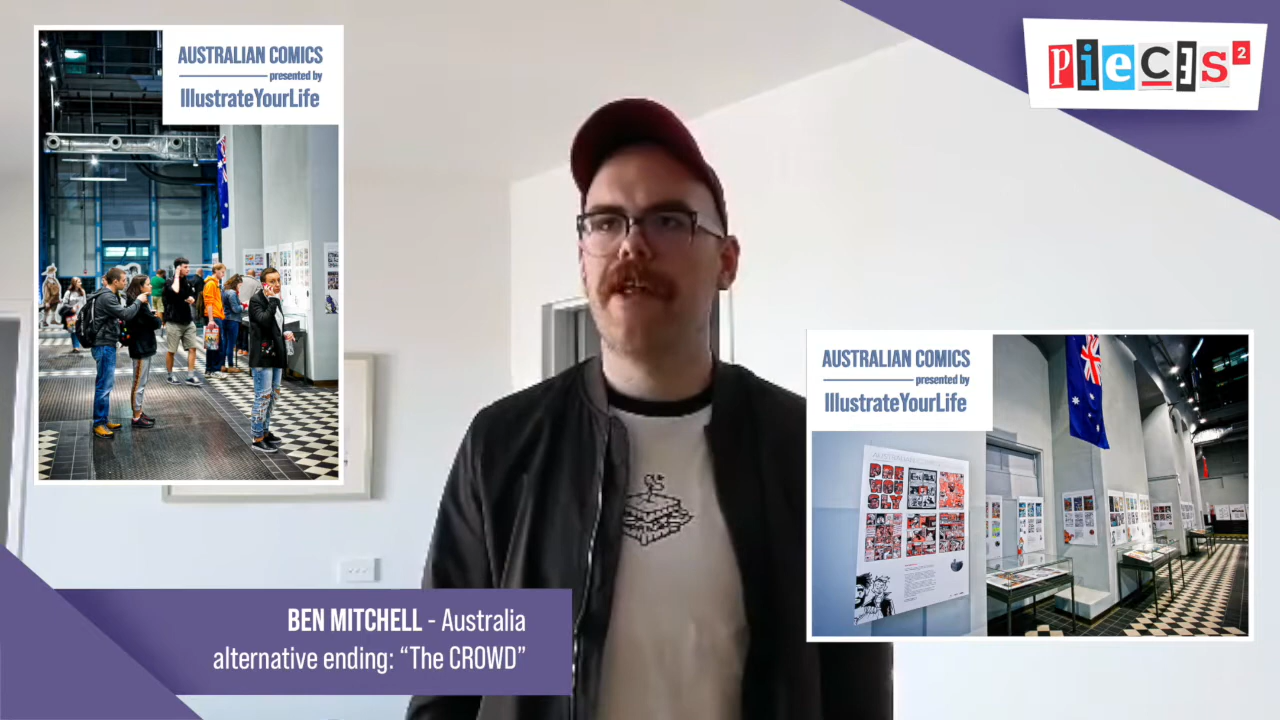 AUSTRALIAN COMICS
presented by
IllustrateYourLife
PieCEs²
AUSTRALIAN COMICS
presented by
IllustrateYourLife
BEN MITCHELL - Australia
alternative ending: “The CROWD”